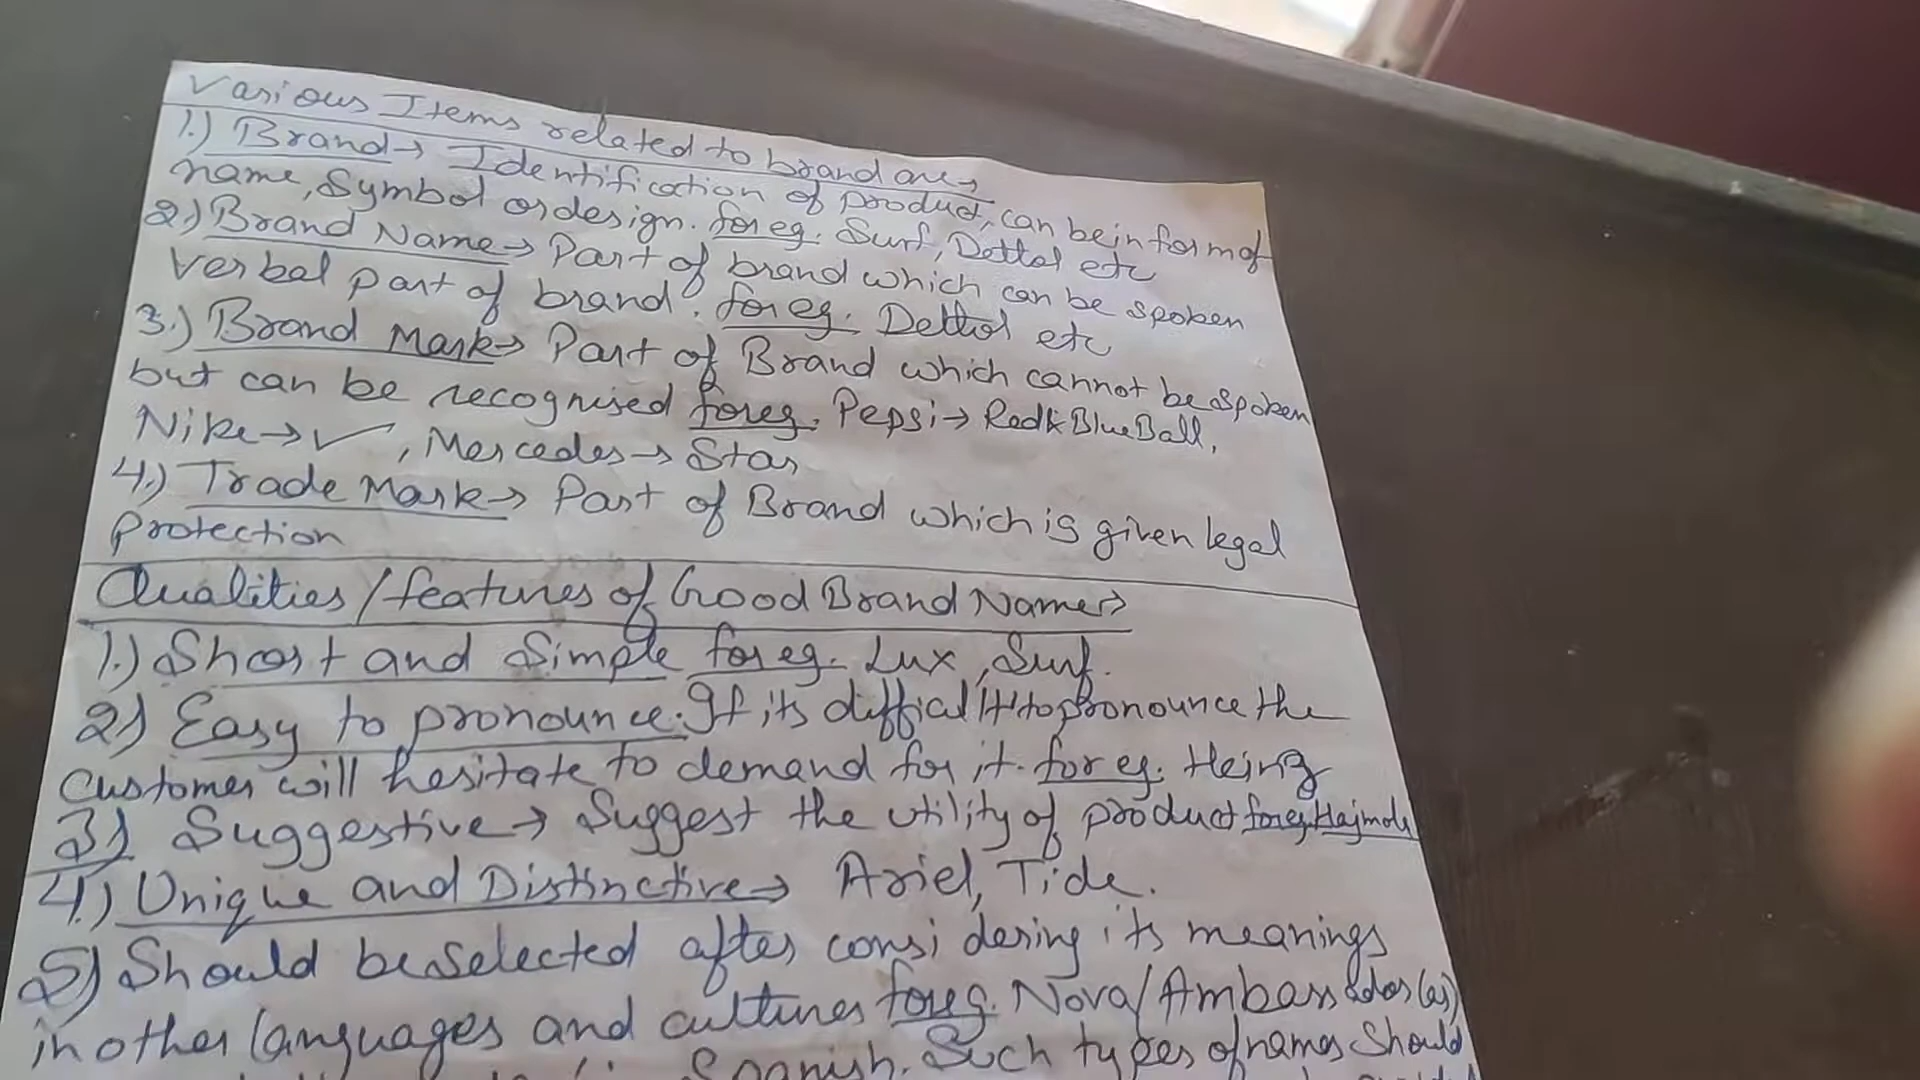 Various Items related to brand are→
1.) Brand→ Identification of product, can be in form of
name, Symbol or design. for eg. Surf, Dettol etc
2.) Brand Name→ Part of brand which can be spoken
Verbal part of brand. for eg. Dettol etc
3.) Brand Mark→ Part of Brand which cannot be spoken
but can be recognised for eg. Pepsi→ Red & Blue Ball,
Nike→ ✓, Mercedes→ Star
4.) Trade Mark→ Part of Brand which is given legal
Protection
Qualities/features of Good Brand Name→
1.) Short and Simple for eg. Lux, Surf.
2) Easy to pronounce. If its difficult to pronounce the
Customer will hesitate to demand for it. for eg.
3) Suggestive→ Suggest the utility of product for eg. Hajmola
4.) Unique and Distinctive→ Ariel, Tide.
5) Should be Selected after considering its meanings
in other languages and cultures for eg. Nova/Ambassador(car)
Spanish. Such types of names Should